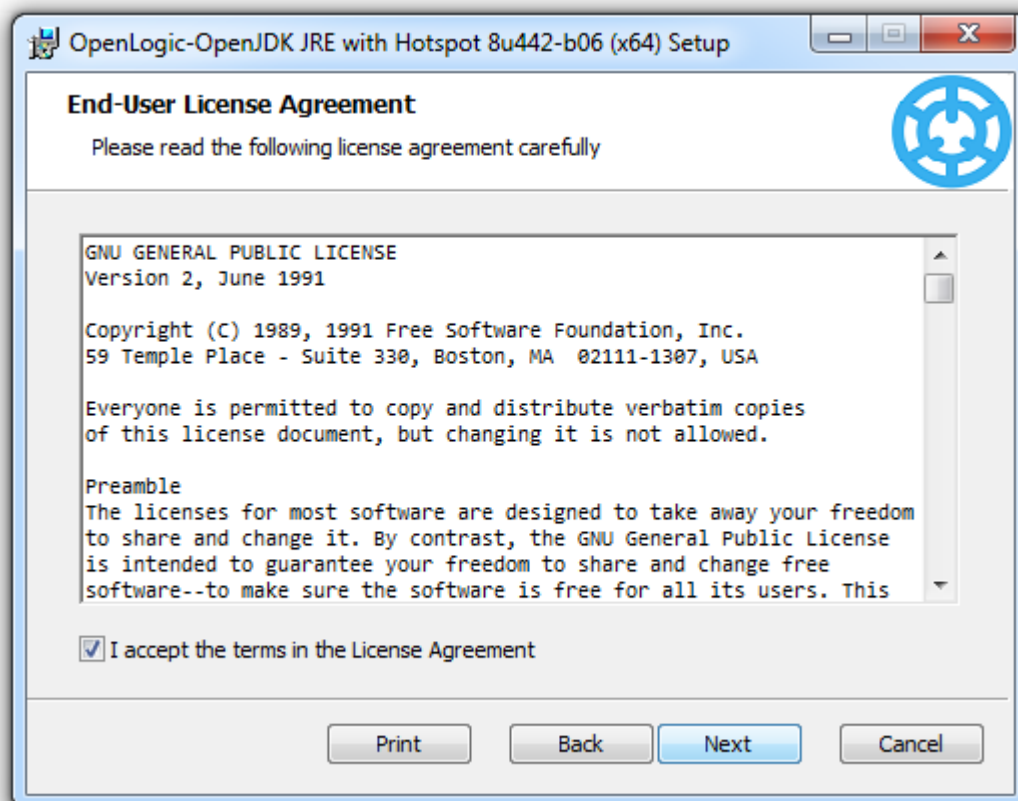 OpenLogic-OpenJDK JRE with Hotspot 8u442-b06 (x64) Setup
End-User License Agreement
Please read the following license agreement carefully
GNU GENERAL PUBLIC LICENSE
Version 2, June 1991
Copyright (C) 1989, 1991 Free Software Foundation, Inc.
59 Temple Place - Suite 330, Boston, MA  02111-1307, USA
Everyone is permitted to copy and distribute verbatim copies
of this license document, but changing it is not allowed.
Preamble
The licenses for most software are designed to take away your freedom
to share and change it. By contrast, the GNU General Public License
is intended to guarantee your freedom to share and change free
software--to make sure the software is free for all its users. This
I accept the terms in the License Agreement
Print Back Next Cancel